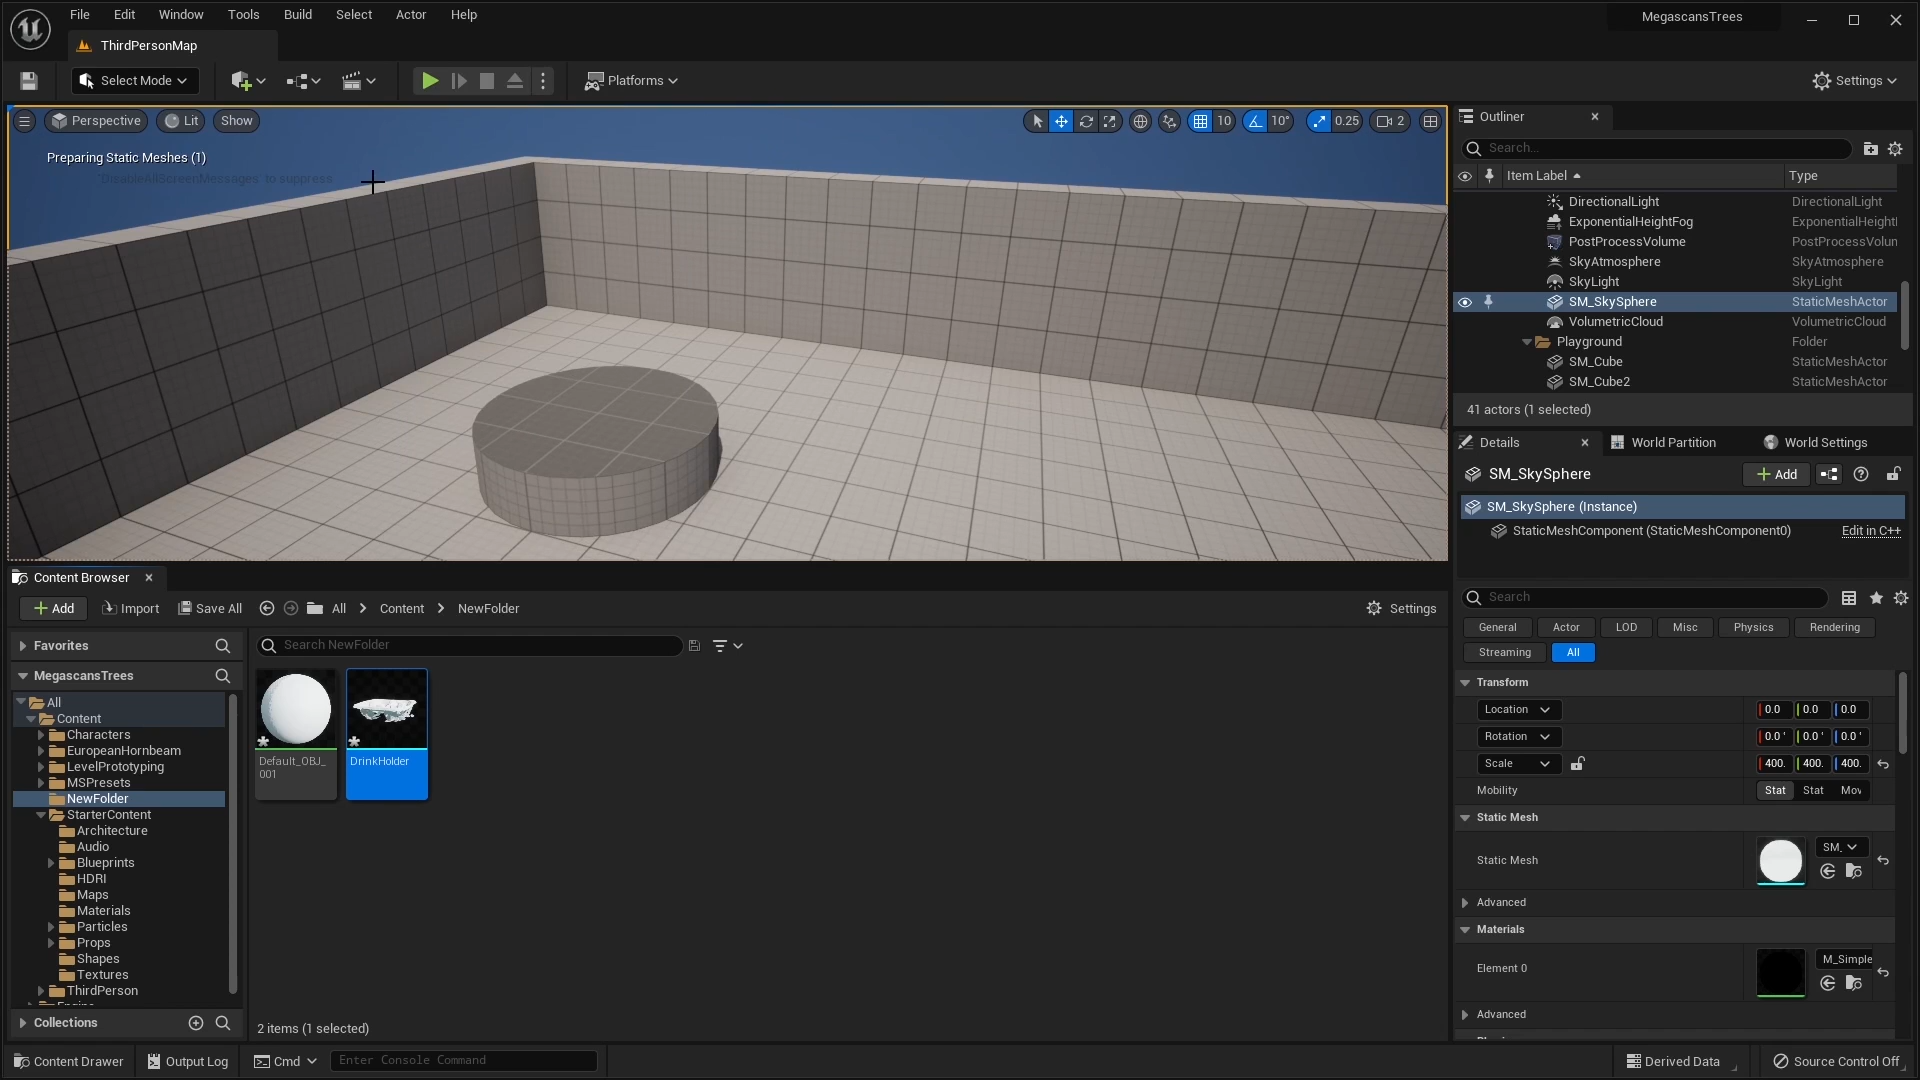 File Edit Window Tools Build Select Actor Help
MegascansTrees
ThirdPersonMap
Select Mode
Platforms
Settings
Perspective Lit Show
10 10° 0.25 2
Preparing Static Meshes (1)
'DisableAllScreenMessages' to suppress
Outliner
Search...
Item Label Type
DirectionalLight DirectionalLight
ExponentialHeightFog ExponentialHeightl
PostProcessVolume PostProcessVolun
SkyAtmosphere SkyAtmosphere
SkyLight SkyLight
SM_SkySphere StaticMeshActor
VolumetricCloud VolumetricCloud
Playground Folder
SM_Cube StaticMeshActor
SM_Cube2 StaticMeshActor
41 actors (1 selected)
Details World Partition World Settings
SM_SkySphere
Add
SM_SkySphere (Instance)
StaticMeshComponent (StaticMeshComponent0) Edit in C++
Search
General Actor LOD Misc Physics Rendering
Streaming All
Transform
Location 0.0 0.0 0.0
Rotation 0.0 ° 0.0 ° 0.0 °
Scale 400. 400. 400.
Mobility Stat Stat Mov
Static Mesh
Static Mesh SM_
Advanced
Materials
Element 0 M_Simple
Advanced
Content Browser
Add Import Save All All Content NewFolder Settings
Favorites
Search NewFolder
MegascansTrees
All
Content
Characters
EuropeanHornbeam
LevelPrototyping
MSPresets
NewFolder
StarterContent
Architecture
Audio
Blueprints
HDRI
Maps
Materials
Particles
Props
Shapes
Textures
ThirdPerson
Collections
Default_OBJ_
001
DrinkHolder
2 items (1 selected)
Content Drawer Output Log Cmd Enter Console Command
Derived Data Source Control Off